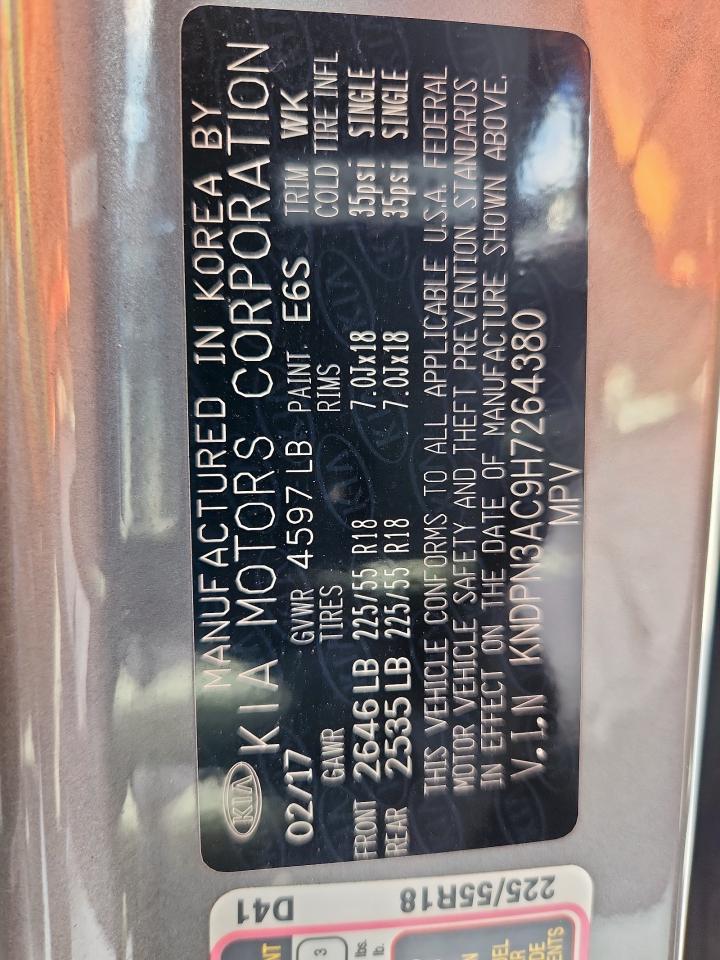 MANUFACTURED IN KOREA BY
KIA KIA MOTORS CORPORATION
02/17 GVWR 4597 LB PAINT E6S TRIM WK
GAWR TIRES RIMS COLD TIRE INFL
FRONT 2646 LB 225/55 R18 7.0Jx18 35psi SINGLE
REAR 2535 LB 225/55 R18 7.0Jx18 35psi SINGLE
THIS VEHICLE CONFORMS TO ALL APPLICABLE U.S.A. FEDERAL
MOTOR VEHICLE SAFETY AND THEFT PREVENTION STANDARDS
IN EFFECT ON THE DATE OF MANUFACTURE SHOWN ABOVE.
V.I.N KNDPN3AC9H7264380
MPV
D41
225/55R18
3
lbs.
lb.